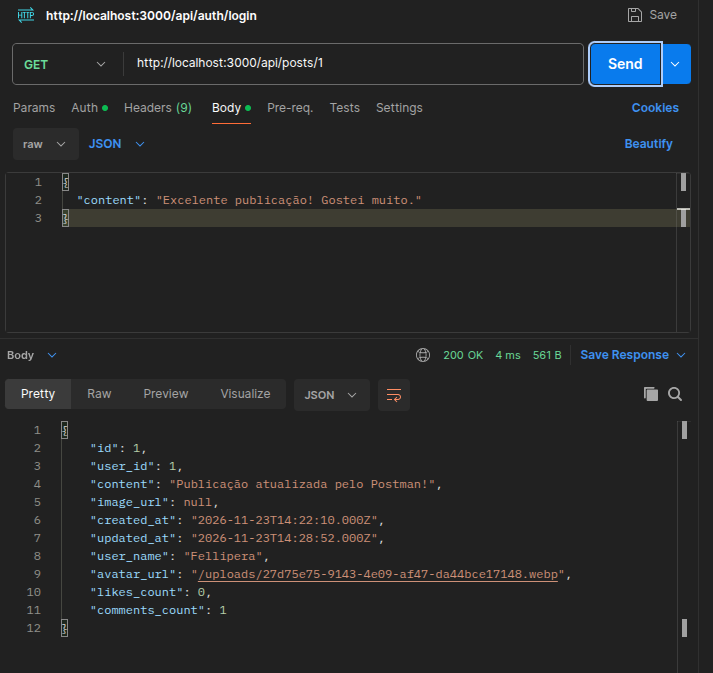 HTTP http://localhost:3000/api/auth/login Save
GET http://localhost:3000/api/posts/1 Send
Params Auth Headers (9) Body Pre-req. Tests Settings Cookies
raw JSON Beautify
1 {
2 "content": "Excelente publicação! Gostei muito."
3 }
Body 200 OK 4 ms 561 B Save Response
Pretty Raw Preview Visualize JSON
1 {
2 "id": 1,
3 "user_id": 1,
4 "content": "Publicação atualizada pelo Postman!",
5 "image_url": null,
6 "created_at": "2026-11-23T14:22:10.000Z",
7 "updated_at": "2026-11-23T14:28:52.000Z",
8 "user_name": "Fellipera",
9 "avatar_url": "/uploads/27d75e75-9143-4e09-af47-da44bce17148.webp",
10 "likes_count": 0,
11 "comments_count": 1
12 }